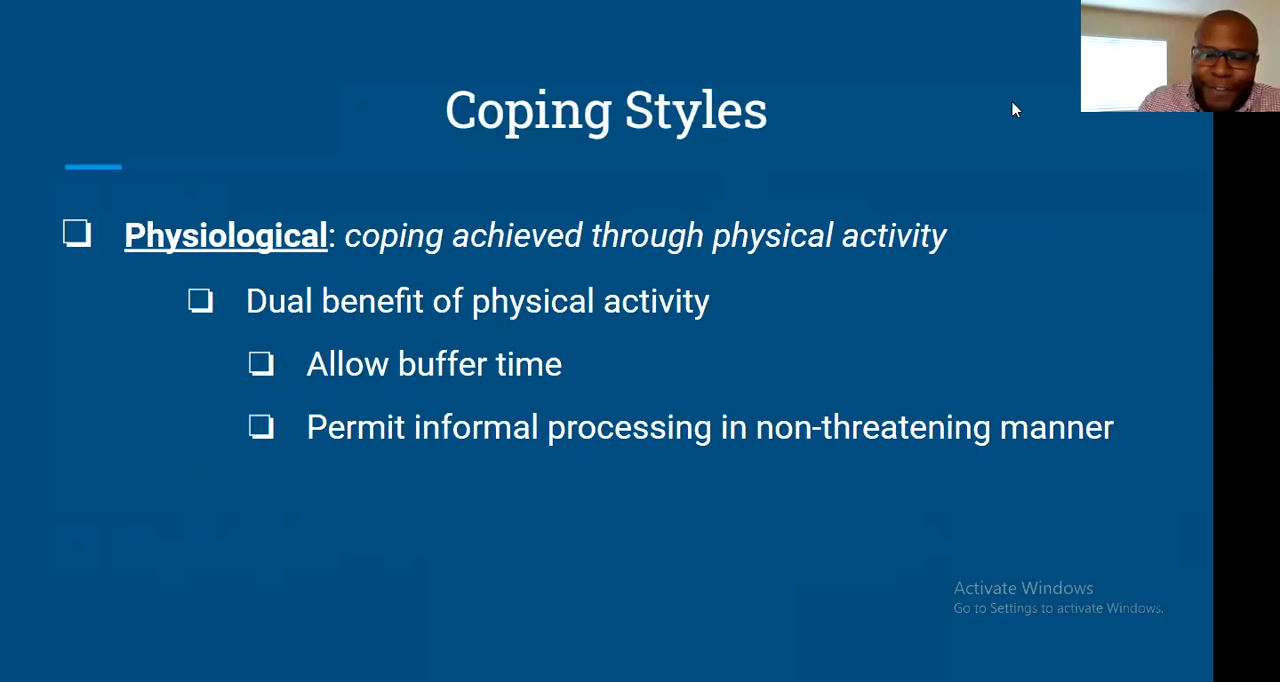 Coping Styles
Physiological: coping achieved through physical activity
Dual benefit of physical activity
Allow buffer time
Permit informal processing in non-threatening manner
Activate Windows
Go to Settings to activate Windows.